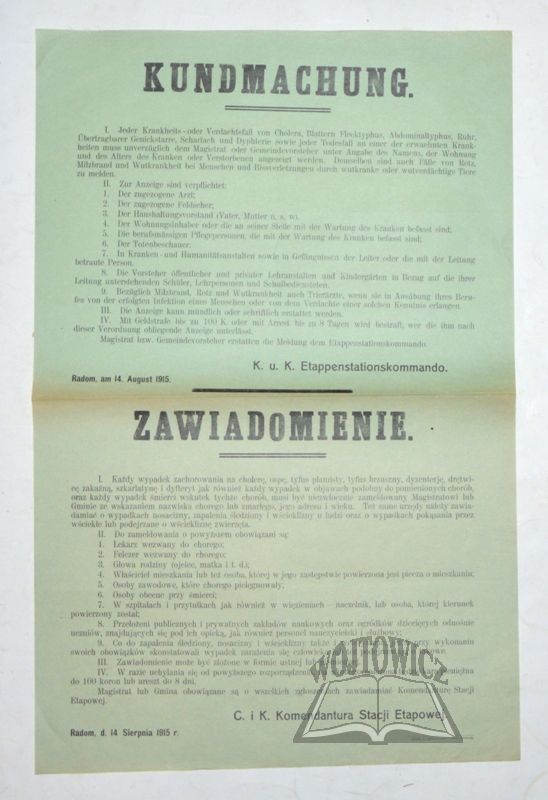 KUNDMACHUNG.
I. Jeder Krankheits- oder Verdachtsfall von Cholera, Blattern Flecktyphus, Abdominaltyphus, Ruhr,
Übertragbarer Genickstarre, Scharlach und Dyphterie sowie jeder Todesfall an einer der erwähnten Krank-
heiten muss unverzüglich dem Magistrat oder Gemeindevorsteher unter Angabe des Namens, der Wohnung
und des Alters des Kranken oder Verstorbenen angezeigt werden. Denselben sind auch Fälle von Rotz,
Milzbrand und Wutkrankheit bei Menschen und Bissverletzungen durch wutkranke oder wutverdächtige Tiere
zu melden.
II. Zur Anzeige sind verpflichtet:
1. Der zugezogene Arzt;
2. Der zugezogene Feldscher;
3. Der Haushaltungsvorstand (Vater, Mutter u. s. w).
4. Der Wohnungsinhaber oder die an seiner Stelle mit der Wartung des Kranken befasst sind;
5. Die berufsmässigen Pflegepersonen, die mit der Wartung des Kranken befasst sind;
6. Der Totenbeschauer.
7. In Kranken- und Humanitätsanstalten sowie in Gefängnissen der Leiter oder die mit der Leitung
betraute Person.
8. Die Vorsteher öffentlicher und privater Lehranstalten und Kindergärten in Bezug auf die ihrer
Leitung unterstehenden Schüler, Lehrpersonen und Schulbediensteten.
9. Bezüglich Milzbrand, Rotz und Wutkrankheit auch Tierärzte, wenn sie in Ausübung ihres Beru-
fes von der erfolgten Infektion eines Menschen oder von dem Verdachte einer solchen Kenntnis erlangen.
III. Die Anzeige kann mündlich oder schriftlich erstattet werden.
IV. Mit Geldstrafe bis zu 100 K. oder mit Arrest bis zu 8 Tagen wird bestraft, wer die ihm nach
dieser Verordnung obliegende Anzeige unterlässt.
Magistrat bzw. Gemeindevorsteher erstatten die Meldung dem Etappenstationskommando.
K. u. K. Etappenstationskommando.
Radom, am 14. August 1915.
ZAWIADOMIENIE.
I. Każdy wypadek zachorowania na cholerę, ospę, tyfus plamisty, tyfus brzuszny, dyzenterję, drętwi-
cę zakaźną, szkarlatynę i dyfteryt jak również każdy wypadek w objawach podobny do pomienionych chorób,
oraz każdy wypadek śmierci wskutek tychże chorób, musi być niezwłocznie zameldowany Magistratowi lub
Gminie ze wskazaniem nazwiska chorego lub zmarłego, jego adresu i wieku. Też same urzędy należy zawia-
damiać o wypadkach nosacizny, zapalenia śledziony i wścieklizny u ludzi oraz o wypadkach pokąsania przez
wściekłe lub podejrzane o wściekliznę zwierzęta.
II. Do zameldowania o powyższem obowiązani są:
1. Lekarz wezwany do chorego;
2. Felczer wezwany do chorego;
3. Głowa rodziny (ojciec, matka i t. d.);
4. Właściciel mieszkania lub też osoba, której w jego zastępstwie powierzona jest piecza o mieszkaniu;
5. Osoby zawodowe, które chorego pielęgnowały;
6. Osoby obecne przy śmierci;
7. W szpitalach i przytułkach jak również w więzieniach — naczelnik, lub osoba, której kierunek
powierzony został;
8. Przełożeni publicznych i prywatnych zakładów naukowych oraz ogródków dziecięcych odnośnie
uczniów, znajdujących się pod ich opieką, jak również personel nauczycielski i służbowy;
9. Co do zapalenia śledziony, nosacizny i wścieklizny także i przy wykonaniu
swoich obowiązków skonstatowali wypadek zarażenia się człowieka podejrzenie
III. Zawiadomienie może być złożone w formie ustnej lub
IV. W razie uchylania się od powyższego rozporządzenia pieniężna
do 100 koron lub areszt do 8 dni.
Magistrat lub Gmina obowiązane są o wszelkich zgłoszeniach zawiadamiać Komendanturę Stacji
Etapowej.
C. i K. Komendantura Stacji Etapowej.
Radom, d. 14 Sierpnia 1915 r.
WÓJTOWICZ